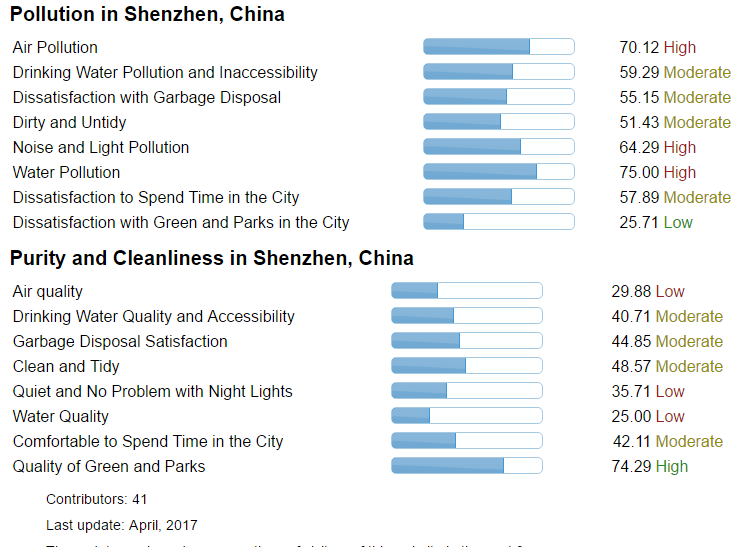 Pollution in Shenzhen, China
Air Pollution 70.12 High
Drinking Water Pollution and Inaccessibility 59.29 Moderate
Dissatisfaction with Garbage Disposal 55.15 Moderate
Dirty and Untidy 51.43 Moderate
Noise and Light Pollution 64.29 High
Water Pollution 75.00 High
Dissatisfaction to Spend Time in the City 57.89 Moderate
Dissatisfaction with Green and Parks in the City 25.71 Low
Purity and Cleanliness in Shenzhen, China
Air quality 29.88 Low
Drinking Water Quality and Accessibility 40.71 Moderate
Garbage Disposal Satisfaction 44.85 Moderate
Clean and Tidy 48.57 Moderate
Quiet and No Problem with Night Lights 35.71 Low
Water Quality 25.00 Low
Comfortable to Spend Time in the City 42.11 Moderate
Quality of Green and Parks 74.29 High
Contributors: 41
Last update: April, 2017